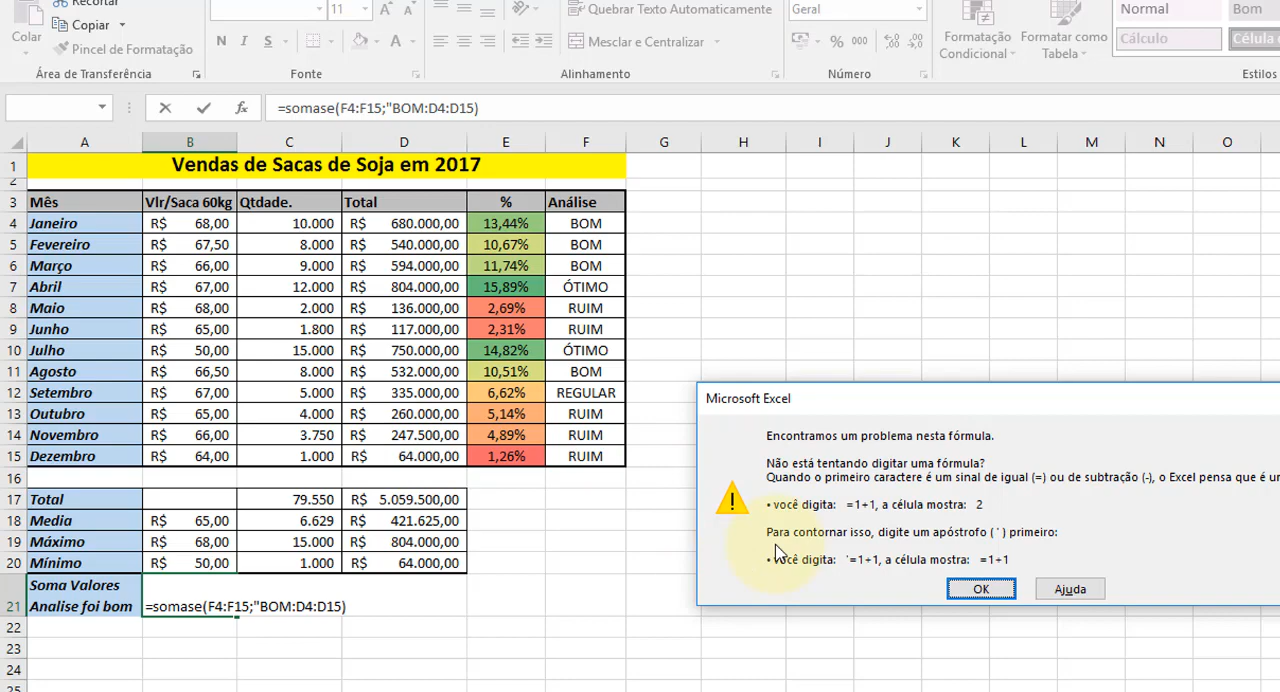 Recortar
Copiar
Pincel de Formatação
Colar
Área de Transferência
11
A A
N I S
A
Fonte
Quebrar Texto Automaticamente
Mesclar e Centralizar
Alinhamento
Geral
% 000
Número
Formatação
Condicional
Formatar como
Tabela
Normal
Bom
Cálculo
Célula
Estilos
fx
=somase(F4:F15;"BOM:D4:D15)
A B C D E F G H I J K L M N O
1 Vendas de Sacas de Soja em 2017
2
3 Mês Vlr/Saca 60kg Qtdade. Total % Análise
4 Janeiro R$ 68,00 10.000 R$ 680.000,00 13,44% BOM
5 Fevereiro R$ 67,50 8.000 R$ 540.000,00 10,67% BOM
6 Março R$ 66,00 9.000 R$ 594.000,00 11,74% BOM
7 Abril R$ 67,00 12.000 R$ 804.000,00 15,89% ÓTIMO
8 Maio R$ 68,00 2.000 R$ 136.000,00 2,69% RUIM
9 Junho R$ 65,00 1.800 R$ 117.000,00 2,31% RUIM
10 Julho R$ 50,00 15.000 R$ 750.000,00 14,82% ÓTIMO
11 Agosto R$ 66,50 8.000 R$ 532.000,00 10,51% BOM
12 Setembro R$ 67,00 5.000 R$ 335.000,00 6,62% REGULAR
13 Outubro R$ 65,00 4.000 R$ 260.000,00 5,14% RUIM
14 Novembro R$ 66,00 3.750 R$ 247.500,00 4,89% RUIM
15 Dezembro R$ 64,00 1.000 R$ 64.000,00 1,26% RUIM
16
17 Total 79.550 R$ 5.059.500,00
18 Media R$ 65,00 6.629 R$ 421.625,00
19 Máximo R$ 68,00 15.000 R$ 804.000,00
20 Mínimo R$ 50,00 1.000 R$ 64.000,00
Soma Valores
21 Analise foi bom =somase(F4:F15;"BOM:D4:D15)
22
23
24
25
Microsoft Excel
Encontramos um problema nesta fórmula.
Não está tentando digitar uma fórmula?
Quando o primeiro caractere é um sinal de igual (=) ou de subtração (-), o Excel pensa que é
• você digita: =1+1, a célula mostra: 2
Para contornar isso, digite um apóstrofo ( ' ) primeiro:
• você digita: '=1+1, a célula mostra: =1+1
OK
Ajuda